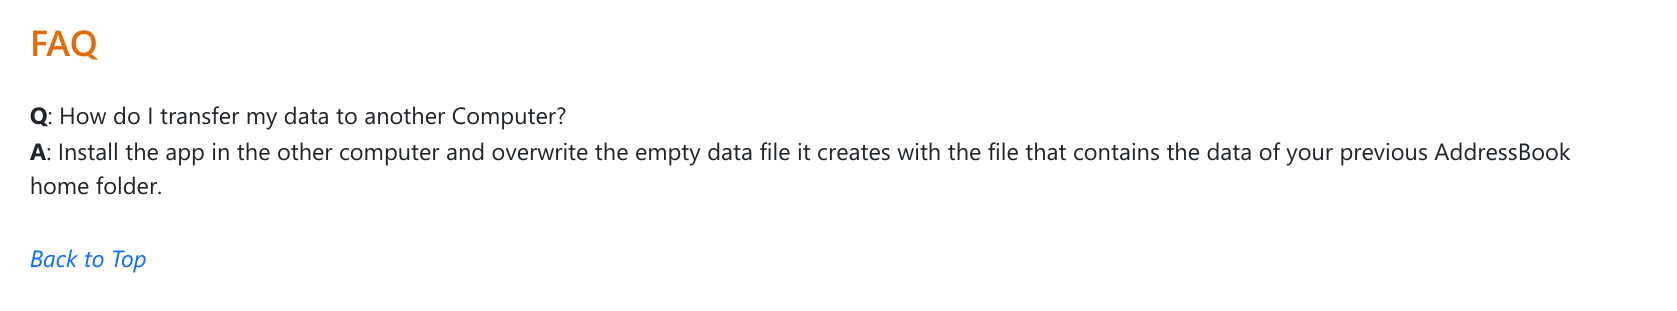 FAQ
Q: How do I transfer my data to another Computer?
A: Install the app in the other computer and overwrite the empty data file it creates with the file that contains the data of your previous AddressBook
home folder.
Back to Top